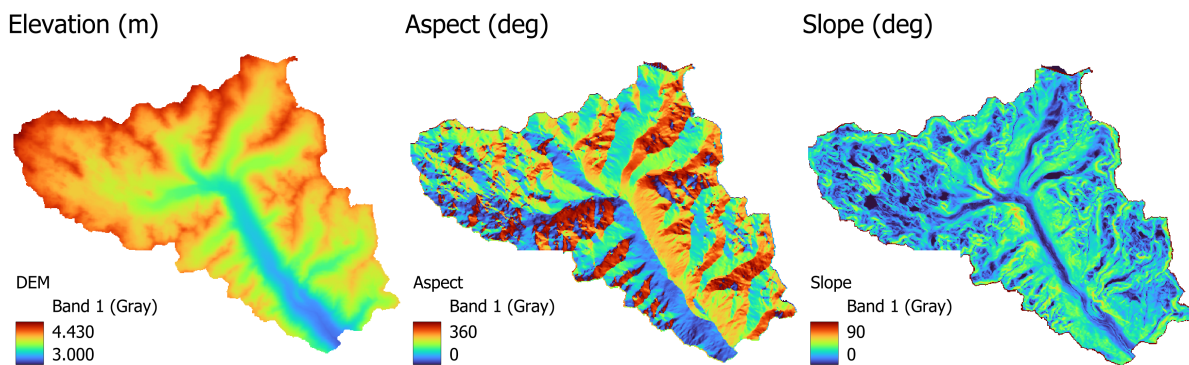 Elevation (m)
DEM
Band 1 (Gray)
4.430
3.000
Aspect (deg)
Aspect
Band 1 (Gray)
360
0
Slope (deg)
Slope
Band 1 (Gray)
90
0